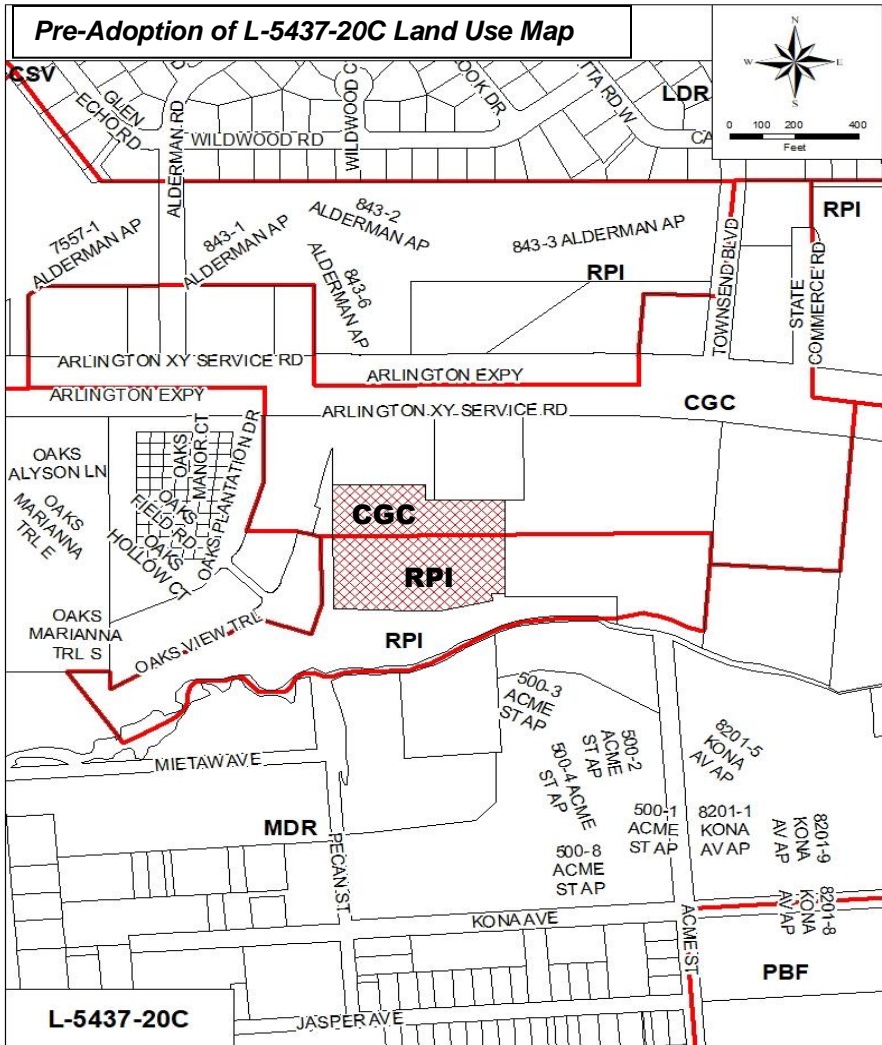 Pre-Adoption of L-5437-20C Land Use Map
N
W
E
S
0 100 200 400
Feet
CSV
GLEN
ECHO RD
ALDERMAN RD
WILDWOOD RD
WILDWOOD C
OOK DR
TTA RD W
LDR
CA
7557-1
ALDERMAN AP
843-1
ALDERMAN AP
843-2
ALDERMAN AP
843-6
ALDERMAN AP
843-3 ALDERMAN AP
RPI
TOWNSEND BLVD
STATE
COMMERCE RD
RPI
ARLINGTON XY SERVICE RD
ARLINGTON EXPY
ARLINGTON EXPY
ARLINGTON XY SERVICE RD
CGC
OAKS
ALYSON LN
OAKS
MARIANNA
TRL E
OAKS
MANOR CT
OAKS
FIELD RD
OAKS
HOLLOW CT
OAKS PLANTATION DR
CGC
RPI
OAKS
MARIANNA
TRL S
OAKS VIEW TRL
RPI
MIETAW AVE
500-3
ACME
ST AP
500-2
ACME
ST AP
500-4 ACME
ST AP
8201-5
KONA
AV AP
500-1
ACME
ST AP
8201-1
KONA
AV AP
8201-9
KONA
AV AP
500-8
ACME
ST AP
8201-8
KONA
AV AP
MDR
PECAN ST
KONA AVE
ACME ST
PBF
L-5437-20C
JASPER AVE